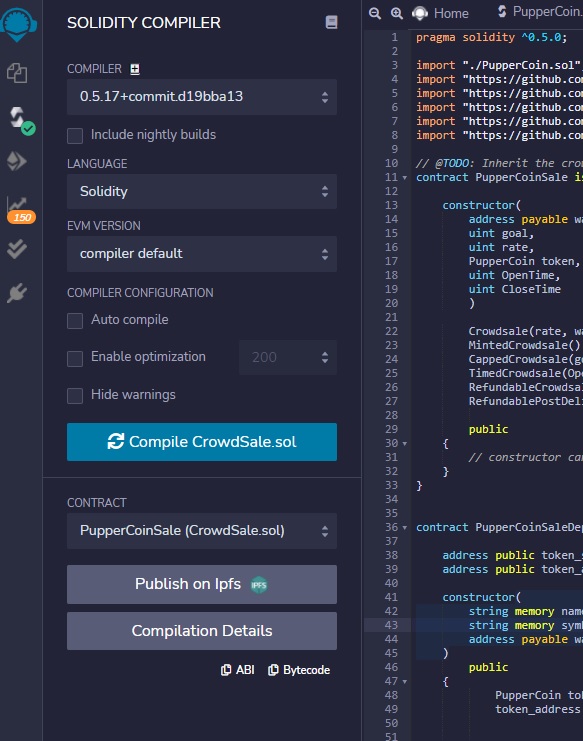 SOLIDITY COMPILER
COMPILER
0.5.17+commit.d19bba13
Include nightly builds
LANGUAGE
Solidity
EVM VERSION
compiler default
COMPILER CONFIGURATION
Auto compile
Enable optimization 200
Hide warnings
Compile CrowdSale.sol
CONTRACT
PupperCoinSale (CrowdSale.sol)
Publish on Ipfs IPFS
Compilation Details
ABI Bytecode
150
Home PupperCoin.
1 pragma solidity ^0.5.0;
2
3 import "./PupperCoin.sol"
4 import "https://github.co
5 import "https://github.co
6 import "https://github.co
7 import "https://github.co
8 import "https://github.co
9
10 // @TODO: Inherit the cro
11 contract PupperCoinSale i
12
13 constructor(
14 address payable wa
15 uint goal,
16 uint rate,
17 PupperCoin token,
18 uint OpenTime,
19 uint CloseTime
20 )
21
22 Crowdsale(rate, wa
23 MintedCrowdsale()
24 CappedCrowdsale(go
25 TimedCrowdsale(Ope
26 RefundableCrowdsal
27 RefundablePostDeli
28
29 public
30 {
31 // constructor can
32 }
33 }
34
35
36 contract PupperCoinSaleDep
37
38 address public token_s
39 address public token_a
40
41 constructor(
42 string memory name
43 string memory symb
44 address payable wa
45 )
46 public
47 {
48 PupperCoin tok
49 token_address
50
51